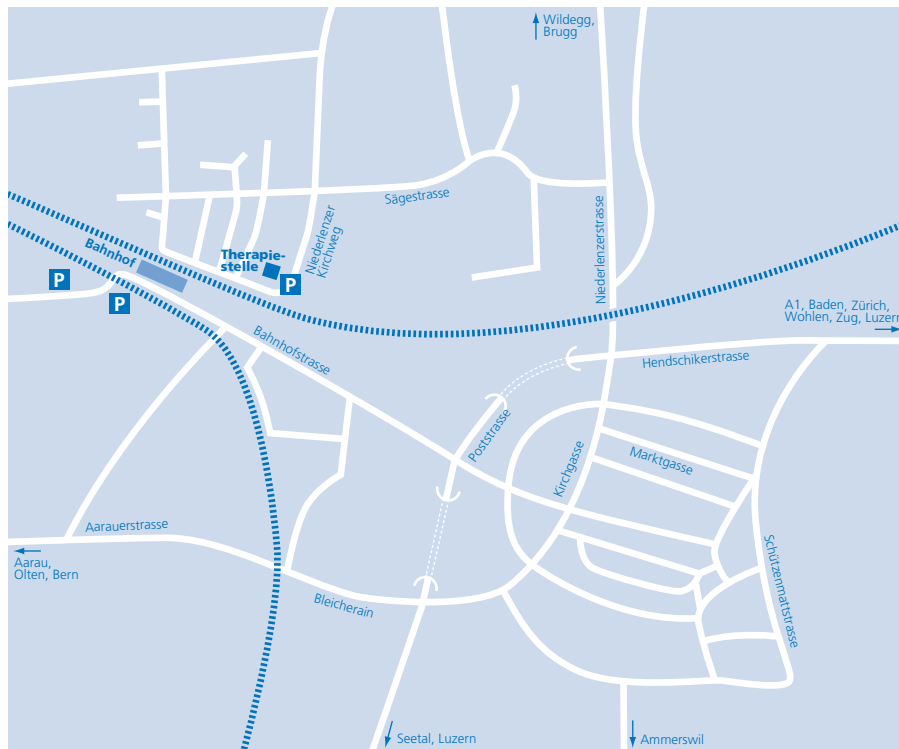 Wildegg,
Brugg
Sägestrasse
Niederlenzer
Kirchweg
Niederlenzerstrasse
Bahnhof
Therapie-
stelle
P
P
P
A1, Baden, Zürich,
Wohlen, Zug, Luzern
Bahnhofstrasse
Hendschikerstrasse
Poststrasse
Kirchgasse
Marktgasse
Aarauerstrasse
Aarau,
Olten, Bern
Schützenmattstrasse
Bleicherain
Seetal, Luzern
Ammerswil